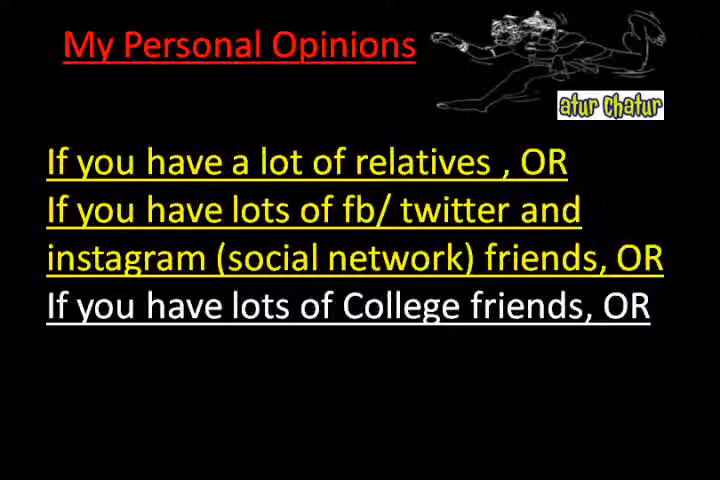 My Personal Opinions
atur chatur
If you have a lot of relatives , OR
If you have lots of fb/ twitter and
instagram (social network) friends, OR
If you have lots of College friends, OR